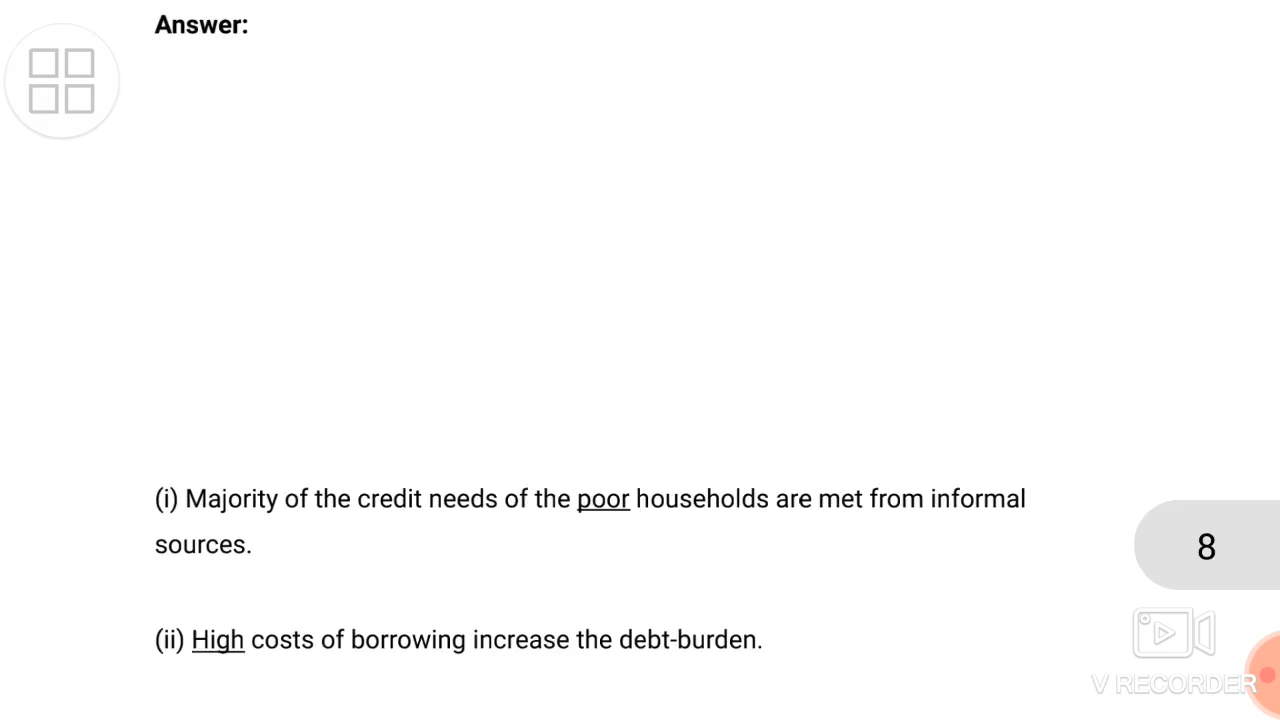 Answer:
(i) Majority of the credit needs of the poor households are met from informal
sources.
8
(ii) High costs of borrowing increase the debt-burden.
V RECORDER